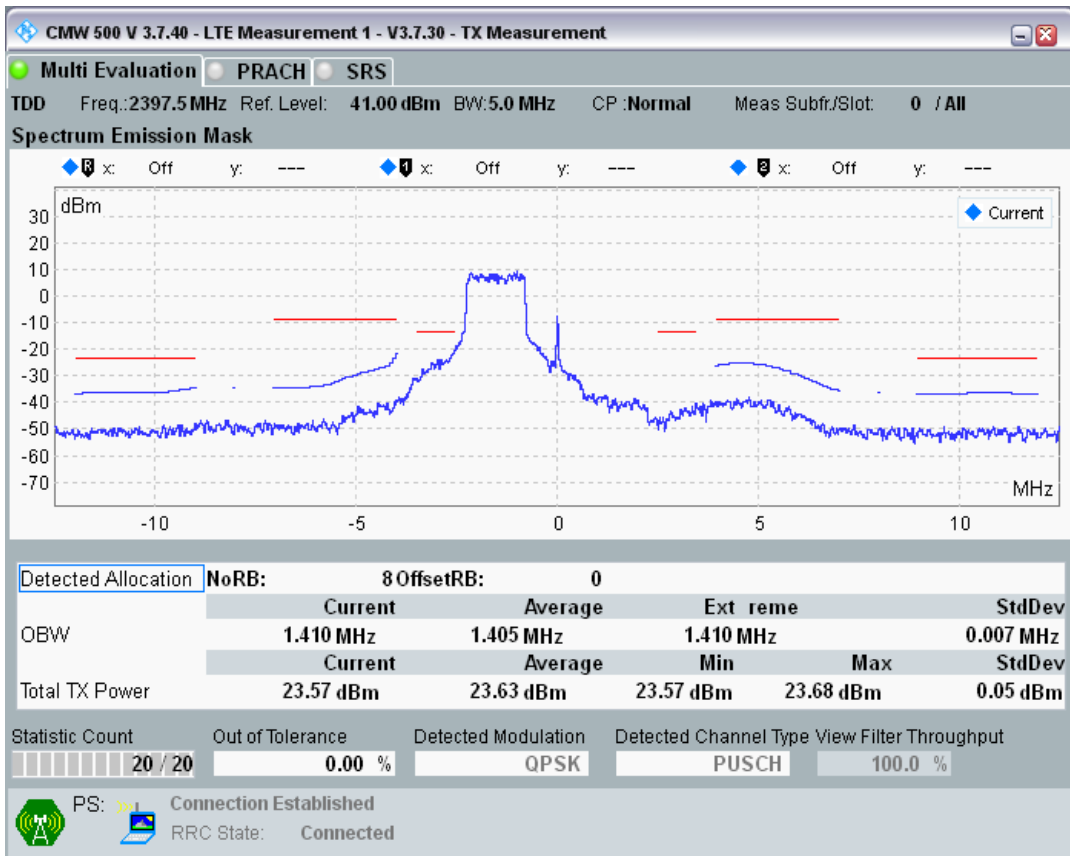 CMW 500 V 3.7.40 - LTE Measurement 1 - V3.7.30 - TX Measurement
Multi Evaluation PRACH SRS
TDD Freq.:2397.5 MHz Ref. Level: 41.00 dBm BW:5.0 MHz CP :Normal Meas Subfr./Slot: 0 / All
Spectrum Emission Mask
R x: Off y: --- 1 x: Off y: --- 2 x: Off y: ---
dBm
Current
30
20
10
0
-10
-20
-30
-40
-50
-60
-70
MHz
-10 -5 0 5 10
Detected Allocation NoRB: 8 OffsetRB: 0
Current Average Ext reme StdDev
OBW 1.410 MHz 1.405 MHz 1.410 MHz 0.007 MHz
Current Average Min Max StdDev
Total TX Power 23.57 dBm 23.63 dBm 23.57 dBm 23.68 dBm 0.05 dBm
Statistic Count Out of Tolerance Detected Modulation Detected Channel Type View Filter Throughput
20 / 20 0.00 % QPSK PUSCH 100.0 %
PS: Connection Established
RRC State: Connected